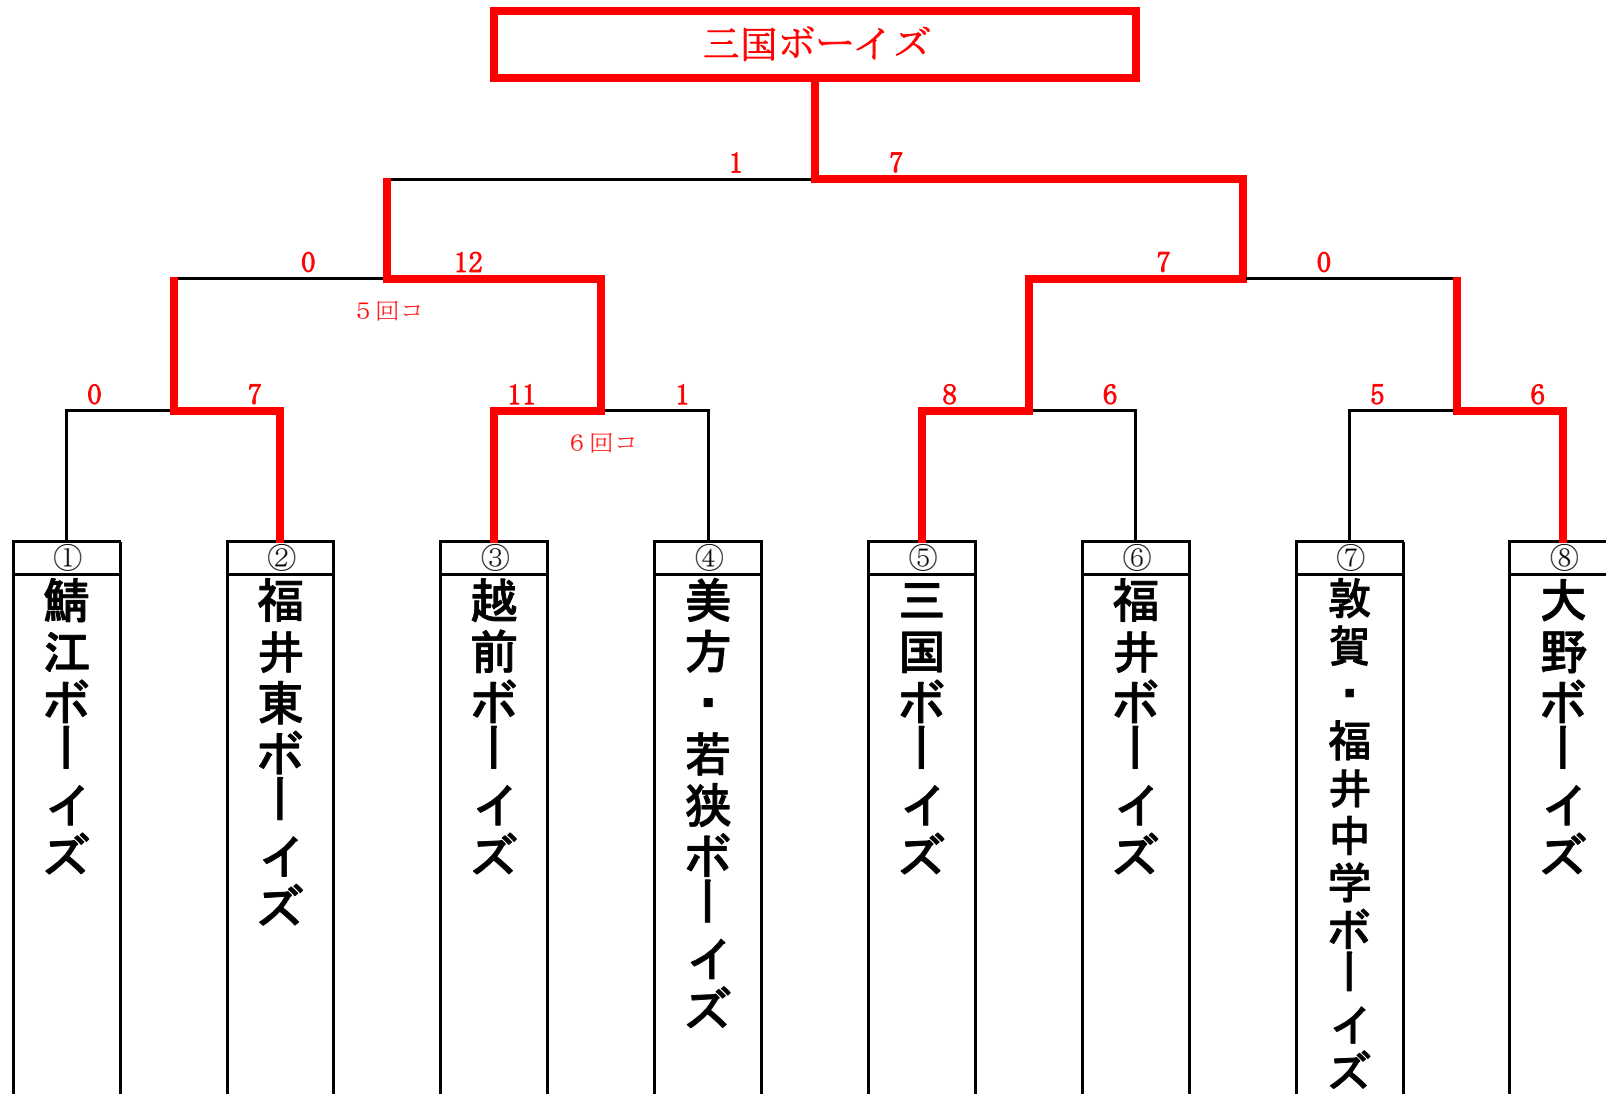 三国ボーイズ
1 7
0 12 7 0
5回コ
0 7 11 1 8 6 5 6
6回コ
① ② ③ ④ ⑤ ⑥ ⑦ ⑧
鯖江ボーイズ
福井東ボーイズ
越前ボーイズ
美方・若狭ボーイズ
三国ボーイズ
福井ボーイズ
敦賀・福井中学ボーイズ
大野ボーイズ